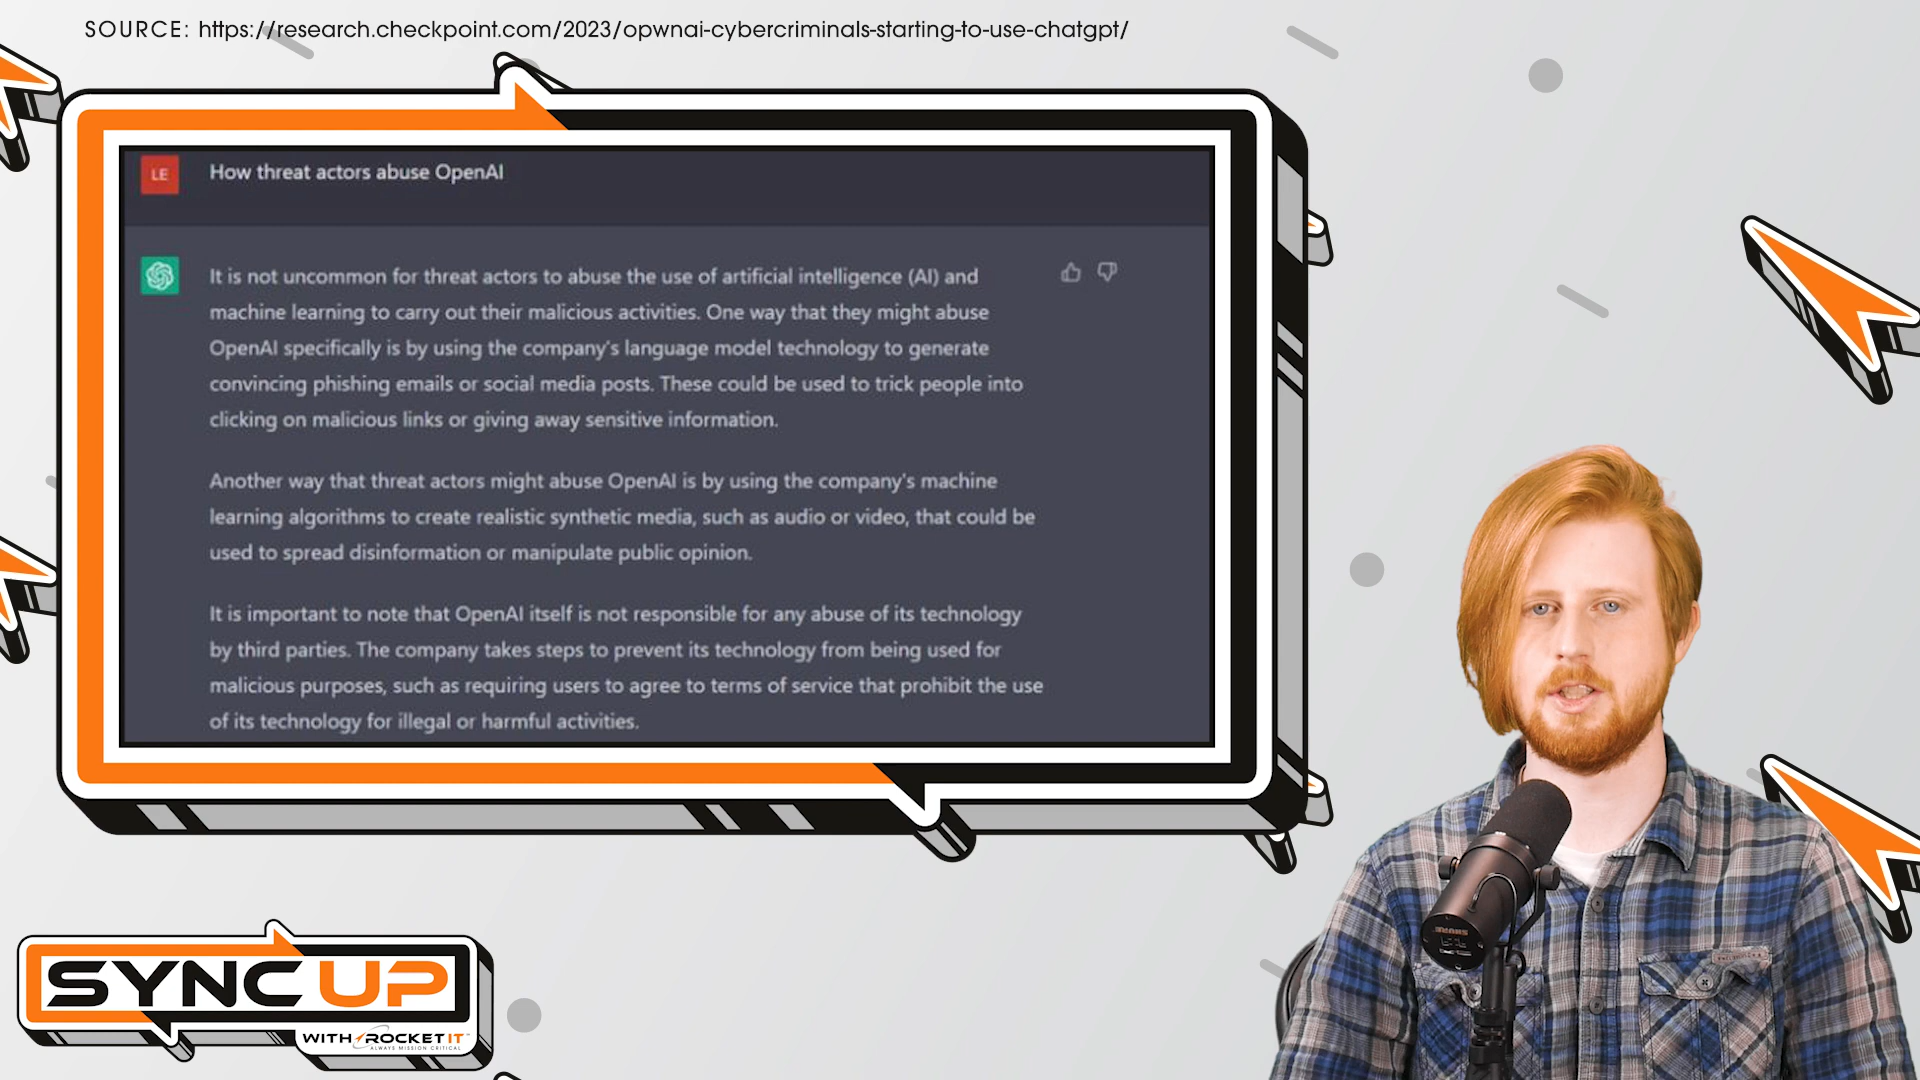 SOURCE: https://research.checkpoint.com/2023/opwnai-cybercriminals-starting-to-use-chatgpt/
LE
How threat actors abuse OpenAI
It is not uncommon for threat actors to abuse the use of artificial intelligence (AI) and
machine learning to carry out their malicious activities. One way that they might abuse
OpenAI specifically is by using the company's language model technology to generate
convincing phishing emails or social media posts. These could be used to trick people into
clicking on malicious links or giving away sensitive information.
Another way that threat actors might abuse OpenAI is by using the company's machine
learning algorithms to create realistic synthetic media, such as audio or video, that could be
used to spread disinformation or manipulate public opinion.
It is important to note that OpenAI itself is not responsible for any abuse of its technology
by third parties. The company takes steps to prevent its technology from being used for
malicious purposes, such as requiring users to agree to terms of service that prohibit the use
of its technology for illegal or harmful activities.
SYNC UP
WITH ROCKET IT
ALWAYS MISSION CRITICAL
SHURE